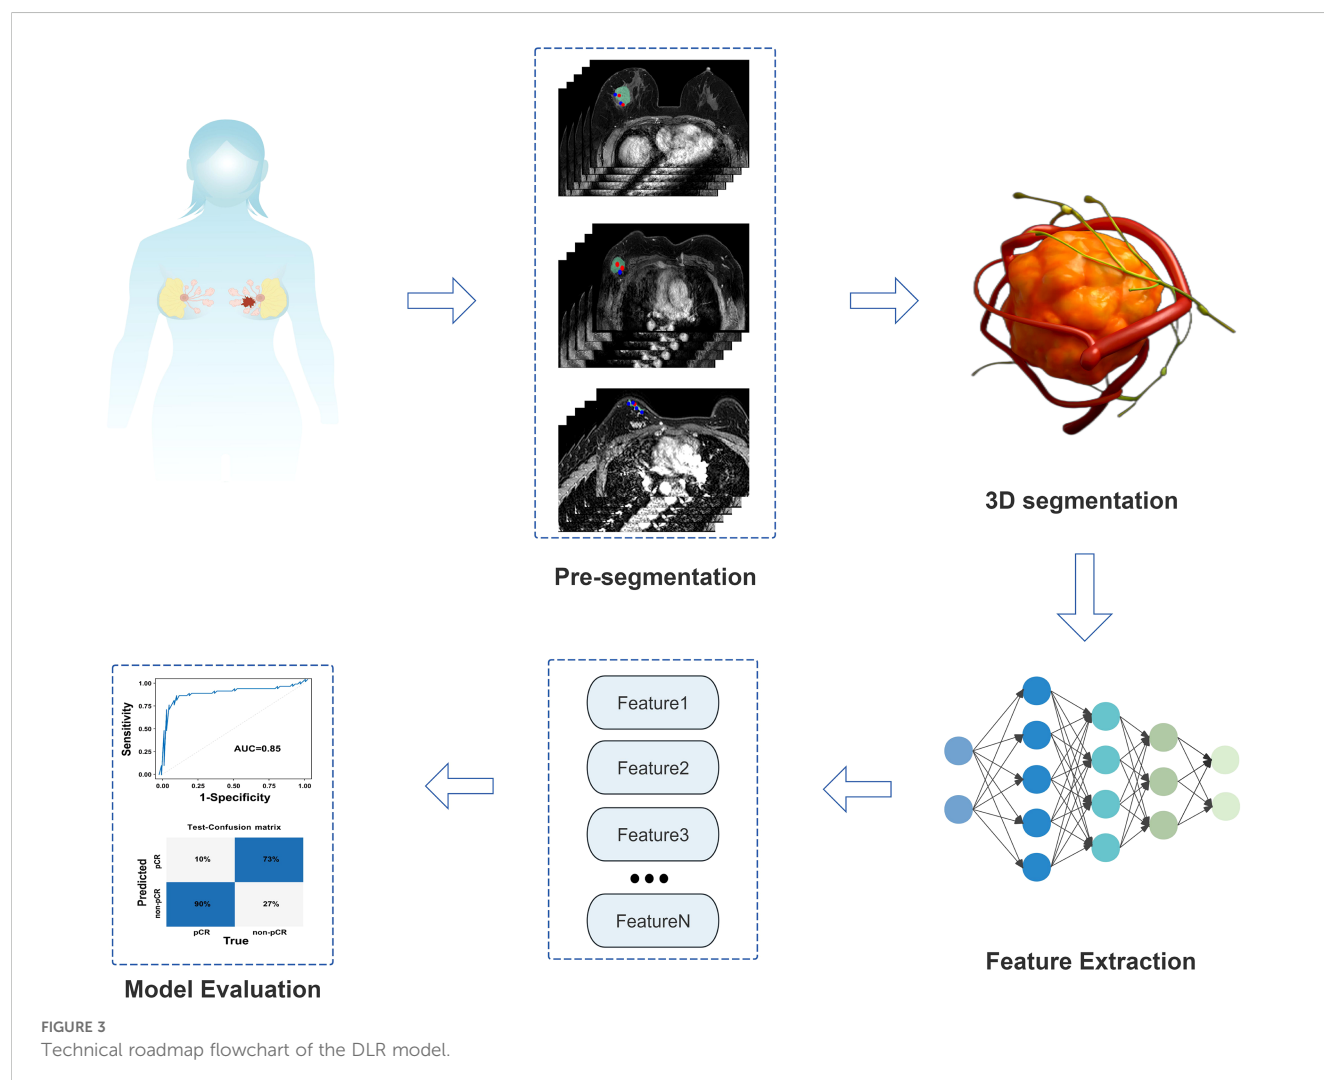 Pre-segmentation
3D segmentation
Feature Extraction
Feature1
Feature2
Feature3
•••
FeatureN
Sensitivity
1.00
0.75
0.50
0.25
0.00
AUC=0.85
0.00 0.25 0.50 0.75 1.00
1-Specificity
Test-Confusion matrix
Predicted
pCR
10% 73%
non-pCR
90% 27%
pCR non-pCR
True
Model Evaluation
FIGURE 3
Technical roadmap flowchart of the DLR model.